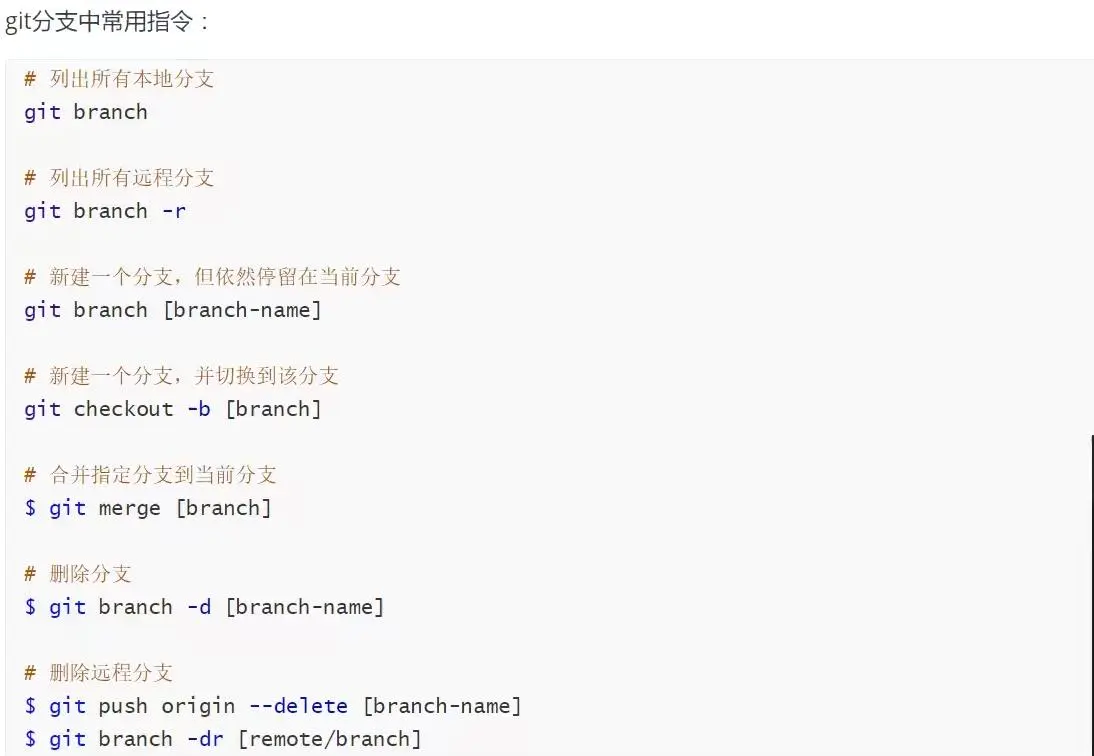 git分支中常用指令：
# 列出所有本地分支
git branch
# 列出所有远程分支
git branch -r
# 新建一个分支，但依然停留在当前分支
git branch [branch-name]
# 新建一个分支，并切换到该分支
git checkout -b [branch]
# 合并指定分支到当前分支
$ git merge [branch]
# 删除分支
$ git branch -d [branch-name]
# 删除远程分支
$ git push origin --delete [branch-name]
$ git branch -dr [remote/branch]